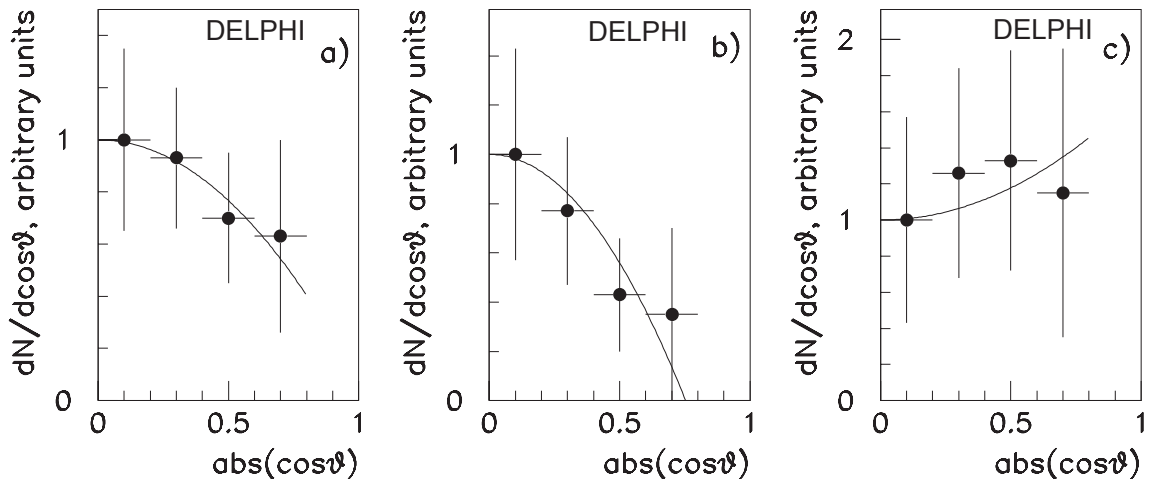 DELPHI
a)
dN/dcosϑ, arbitrary units
1
0
0
0.5
1
abs(cosϑ)
DELPHI
b)
dN/dcosϑ, arbitrary units
1
0
0
0.5
1
abs(cosϑ)
DELPHI
c)
dN/dcosϑ, arbitrary units
2
1
0
0
0.5
1
abs(cosϑ)